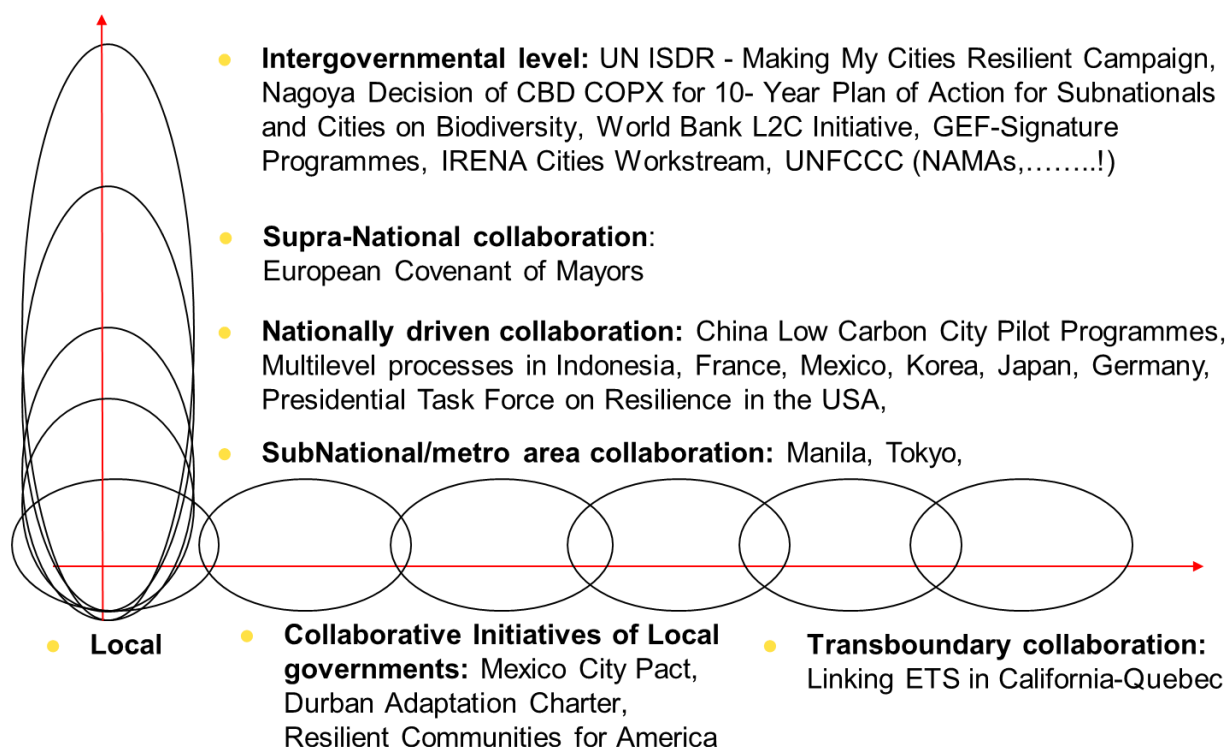 Intergovernmental level: UN ISDR - Making My Cities Resilient Campaign,
Nagoya Decision of CBD COPX for 10- Year Plan of Action for Subnationals
and Cities on Biodiversity, World Bank L2C Initiative, GEF-Signature
Programmes, IRENA Cities Workstream, UNFCCC (NAMAs,……..!)
Supra-National collaboration:
European Covenant of Mayors
Nationally driven collaboration: China Low Carbon City Pilot Programmes,
Multilevel processes in Indonesia, France, Mexico, Korea, Japan, Germany,
Presidential Task Force on Resilience in the USA,
SubNational/metro area collaboration: Manila, Tokyo,
Local
Collaborative Initiatives of Local
governments: Mexico City Pact,
Durban Adaptation Charter,
Resilient Communities for America
Transboundary collaboration:
Linking ETS in California-Quebec